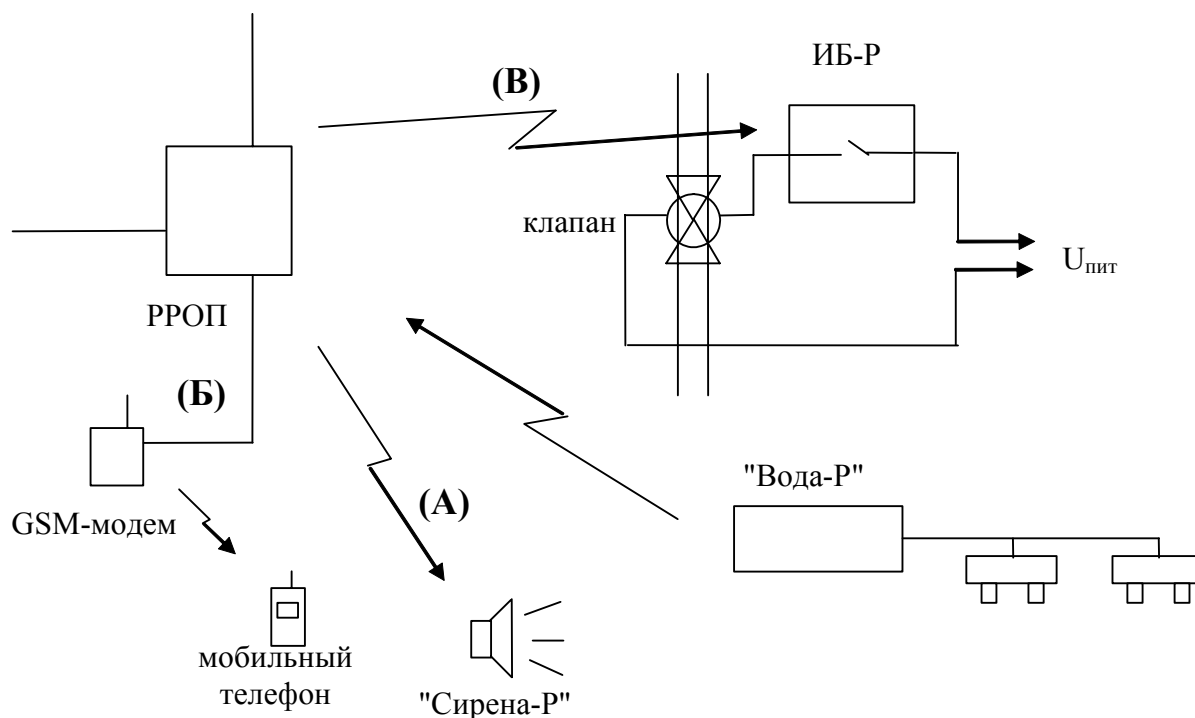 ИБ-Р
(В)
клапан
Uпит
РРОП
(Б)
"Вода-Р"
(А)
GSM-модем
мобильный
телефон
"Сирена-Р"